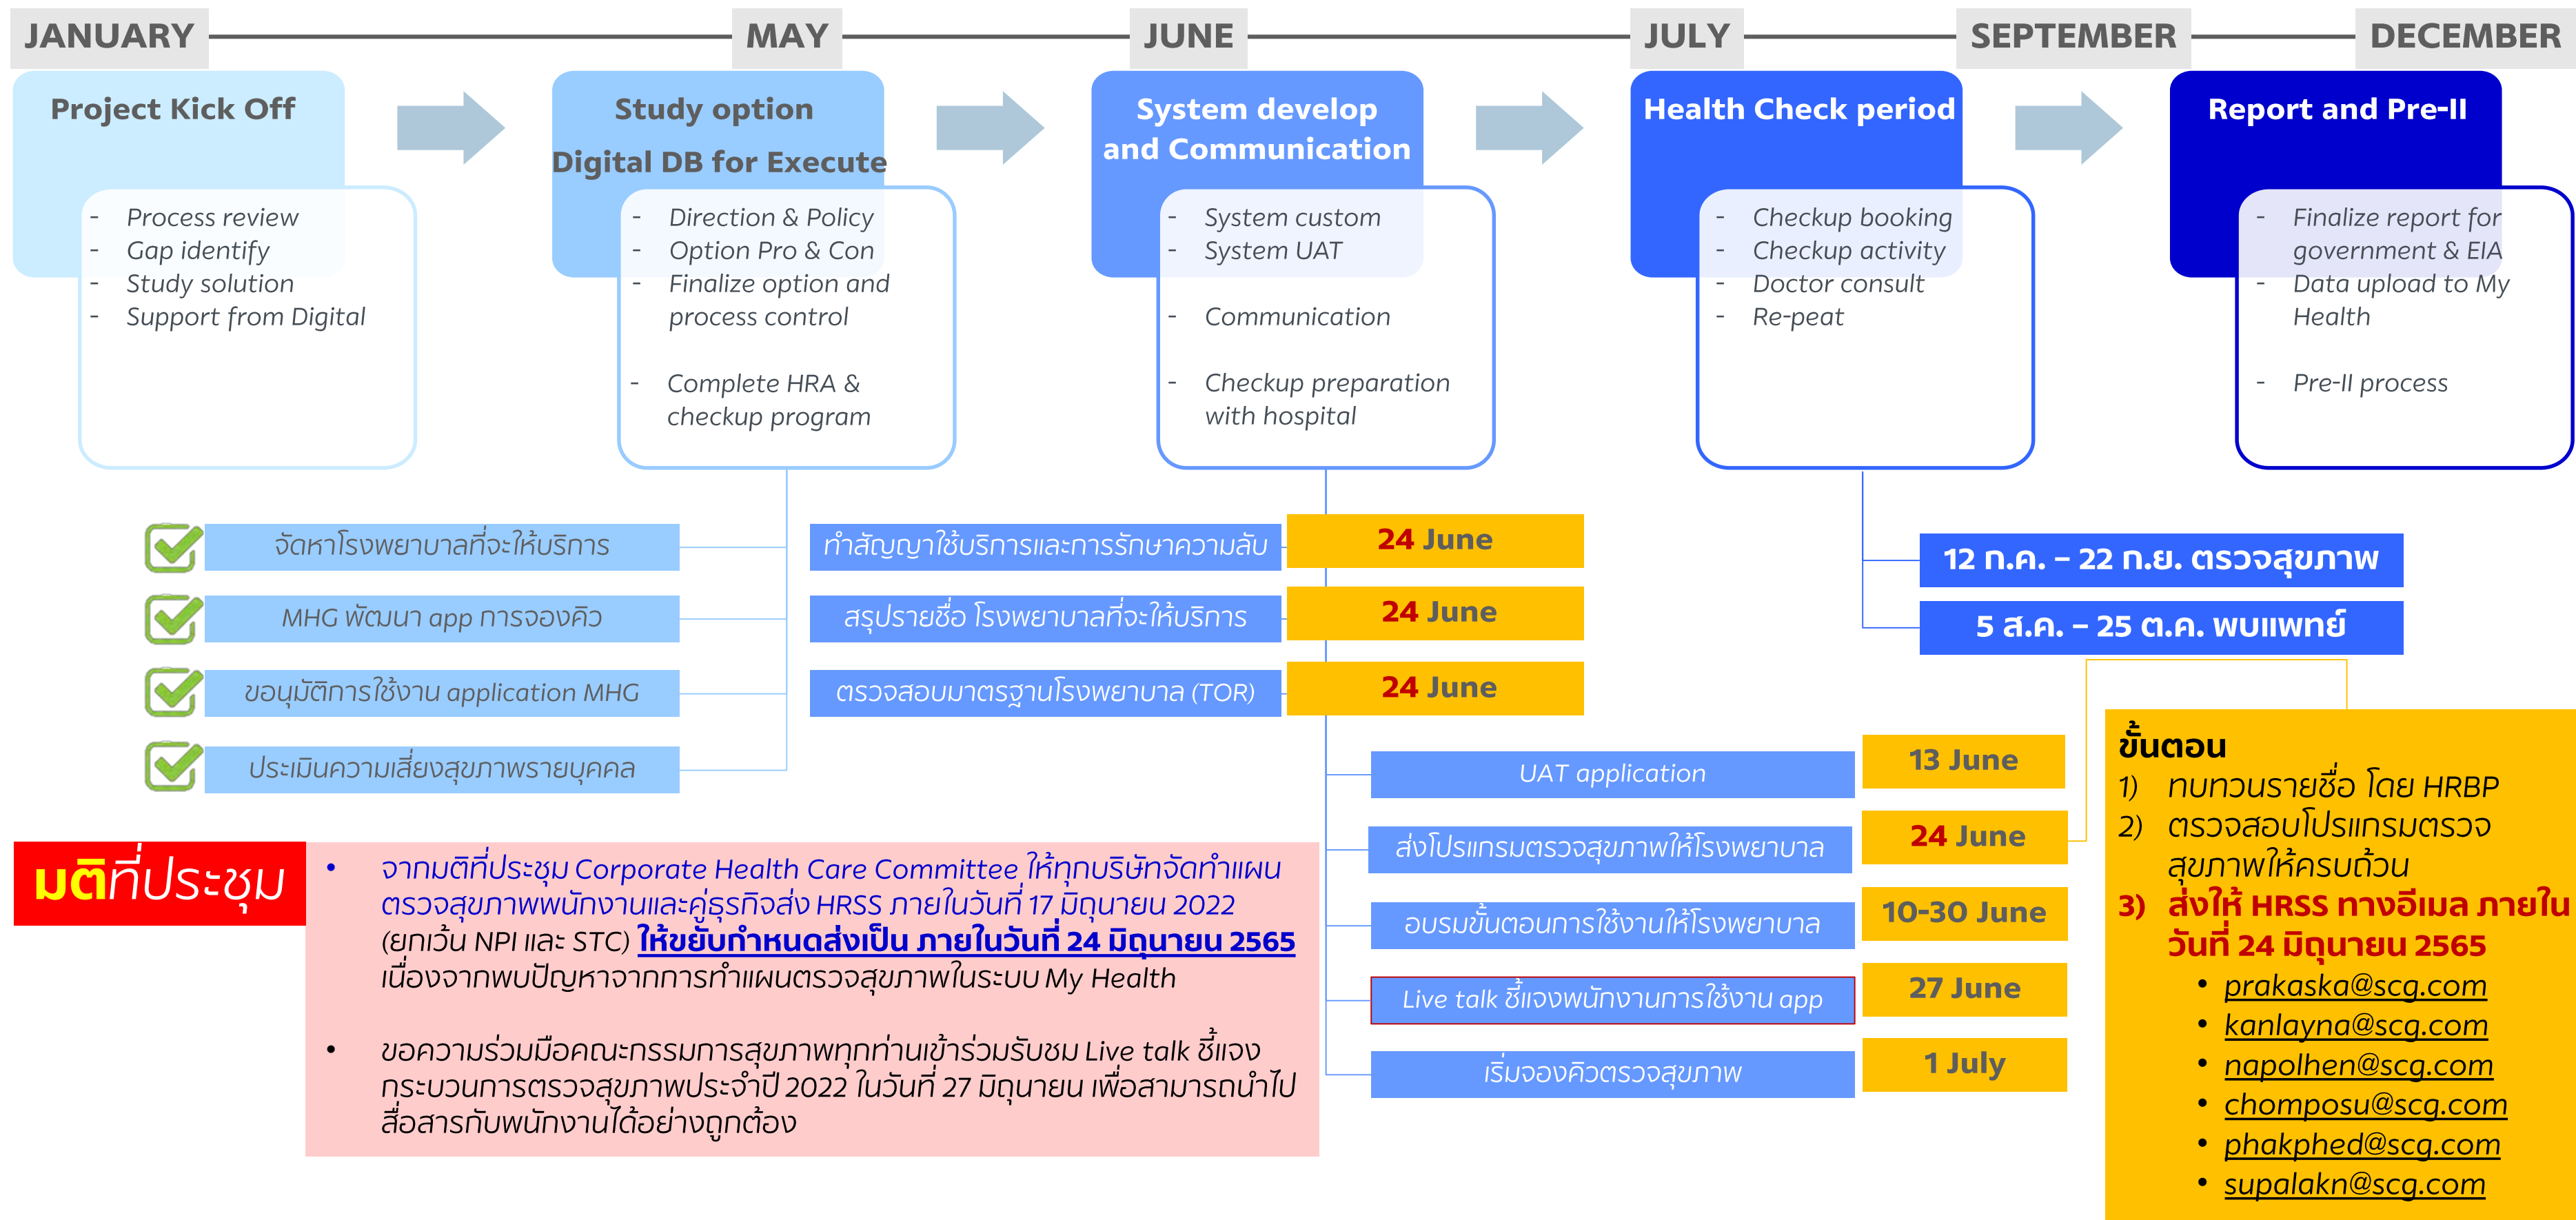 JANUARY
MAY
JUNE
JULY
SEPTEMBER
DECEMBER
Project Kick Off
- Process review
- Gap identify
- Study solution
- Support from Digital
Study option
Digital DB for Execute
- Direction & Policy
- Option Pro & Con
- Finalize option and
process control
- Complete HRA &
checkup program
System develop
and Communication
- System custom
- System UAT
- Communication
- Checkup preparation
with hospital
Health Check period
- Checkup booking
- Checkup activity
- Doctor consult
- Re-peat
Report and Pre-II
- Finalize report for
government & EIA
- Data upload to My
Health
- Pre-II process
จัดหาโรงพยาบาลที่จะให้บริการ
MHG พัฒนา app การจองคิว
ขอนุมัติการใช้งาน application MHG
ประเมินความเสี่ยงสุขภาพรายบุคคล
ทำสัญญาใช้บริการและการรักษาความลับ
24 June
สรุปรายชื่อ โรงพยาบาลที่จะให้บริการ
24 June
ตรวจสอบมาตรฐานโรงพยาบาล (TOR)
24 June
UAT application
13 June
ส่งโปรแกรมตรวจสุขภาพให้โรงพยาบาล
24 June
อบรมขั้นตอนการใช้งานให้โรงพยาบาล
10-30 June
Live talk ชี้แจงพนักงานการใช้งาน app
27 June
เริ่มจองคิวตรวจสุขภาพ
1 July
12 ก.ค. – 22 ก.ย. ตรวจสุขภาพ
5 ส.ค. – 25 ต.ค. พบแพทย์
ขั้นตอน
1) ทบทวนรายชื่อ โดย HRBP
2) ตรวจสอบโปรแกรมตรวจ
สุขภาพให้ครบถ้วน
3) ส่งให้ HRSS ทางอีเมล ภายใน
วันที่ 24 มิถุนายน 2565
• prakaska@scg.com
• kanlayna@scg.com
• napolhen@scg.com
• chomposu@scg.com
• phakphed@scg.com
• supalakn@scg.com
มติที่ประชุม
• จากมติที่ประชุม Corporate Health Care Committee ให้ทุกบริษัทจัดทำแผน
ตรวจสุขภาพพนักงานและคู่ธุรกิจส่ง HRSS ภายในวันที่ 17 มิถุนายน 2022
(ยกเว้น NPI และ STC) ให้ขยับกำหนดส่งเป็น ภายในวันที่ 24 มิถุนายน 2565
เนื่องจากพบปัญหาจากการทำแผนตรวจสุขภาพในระบบ My Health
• ขอความร่วมมือคณะกรรมการสุขภาพทุกท่านเข้าร่วมรับชม Live talk ชี้แจง
กระบวนการตรวจสุขภาพประจำปี 2022 ในวันที่ 27 มิถุนายน เพื่อสามารถนำไป
สื่อสารกับพนักงานได้อย่างถูกต้อง